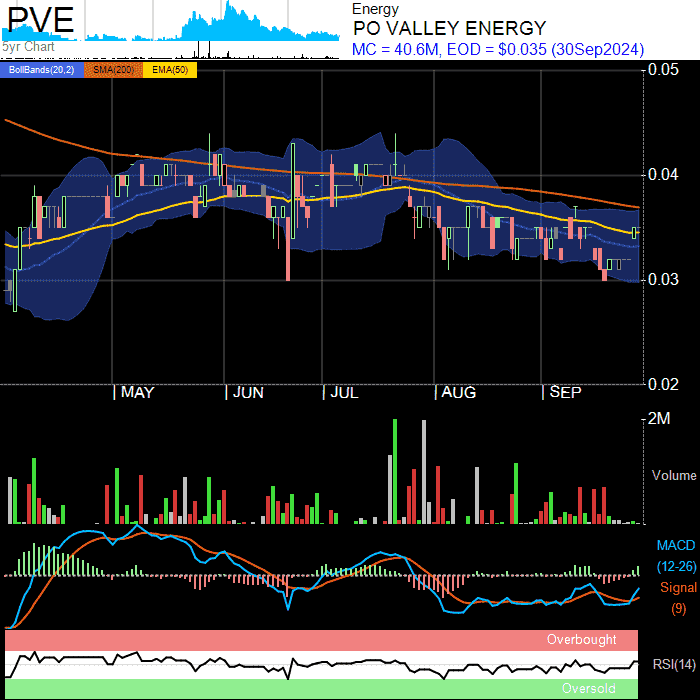 PVE
5yr Chart
Energy
PO VALLEY ENERGY
MC = 40.6M, EOD = $0.035 (30Sep2024)
BollBands(20,2) SMA(200) EMA(50)
0.05
0.04
0.03
0.02
MAY JUN JUL AUG SEP
2M
Volume
MACD
(12-26)
Signal
(9)
Overbought
RSI(14)
Oversold